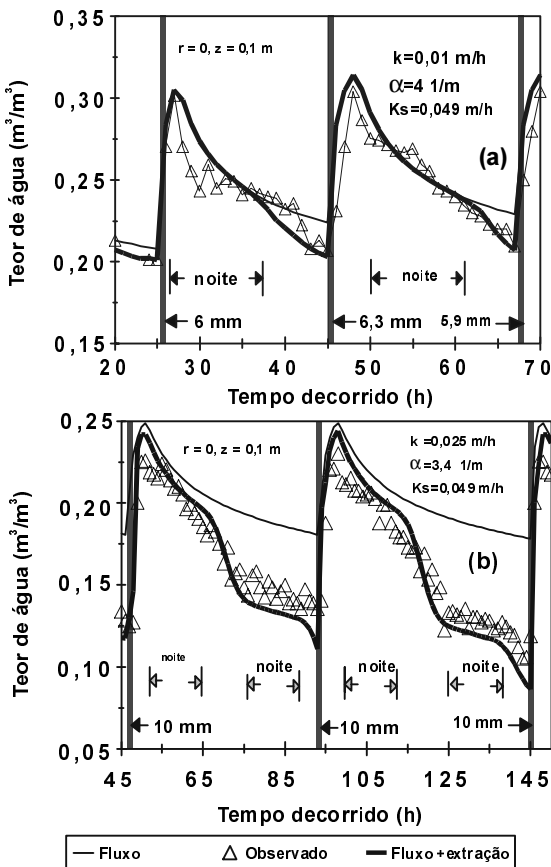 0,35
0,30
0,25
0,20
0,15
Teor de água (m³/m³)
r = 0, z = 0,1 m
k=0,01 m/h
α=4 1/m
Ks=0,049 m/h
(a)
noite
noite
6 mm
6,3 mm
5,9 mm
20 30 40 50 60 70
Tempo decorrido (h)
0,25
0,20
0,15
0,10
0,05
Teor de água (m³/m³)
r = 0, z = 0,1 m
k =0,025 m/h
α=3,4 1/m
Ks=0,049 m/h
(b)
noite
noite
noite
noite
10 mm
10 mm
10 mm
45 65 85 105 125 145
Tempo decorrido (h)
Fluxo
Observado
Fluxo+extração